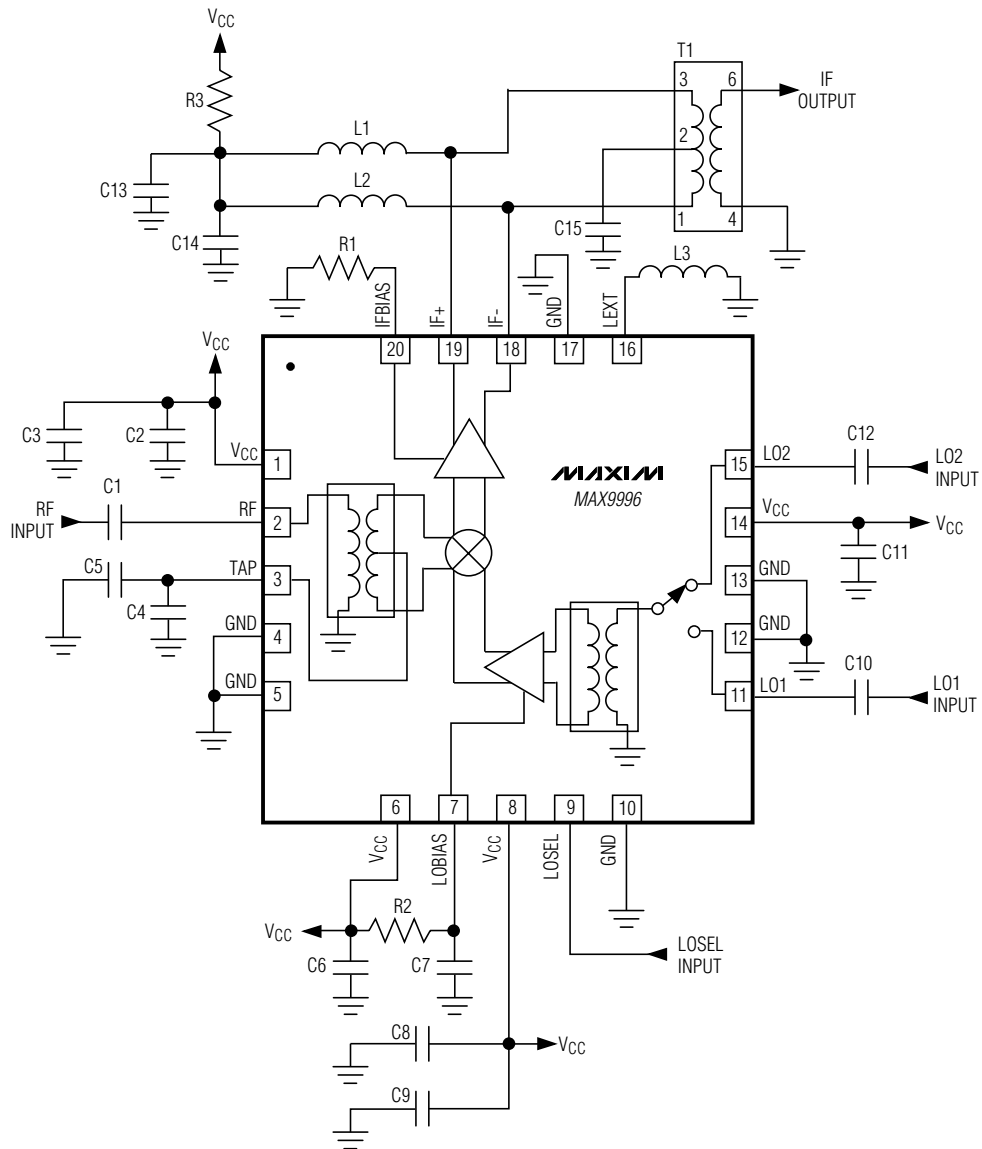 VCC
R3
C13
C14
L1
L2
T1
3
6
2
1
4
IF
OUTPUT
C15
R1
L3
IFBIAS
IF+
IF-
GND
LEXT
20
19
18
17
16
VCC
C3
C2
VCC
1
RF
INPUT
C1
RF
2
C5
TAP
3
C4
GND
4
GND
5
MAXIM
MAX9996
15
LO2
C12
LO2
INPUT
14
VCC
VCC
C11
13
GND
12
GND
11
LO1
C10
LO1
INPUT
6
7
8
9
10
VCC
LOBIAS
VCC
LOSEL
GND
VCC
R2
C6
C7
LOSEL
INPUT
C8
VCC
C9